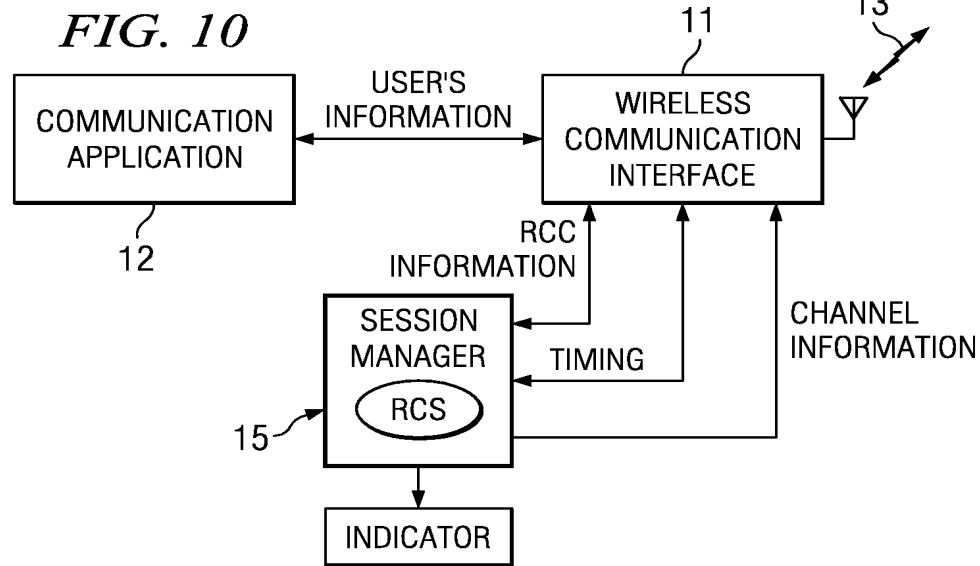 FIG. 10
13
11
COMMUNICATION
APPLICATION
USER'S
INFORMATION
WIRELESS
COMMUNICATION
INTERFACE
12
RCC
INFORMATION
SESSION
MANAGER
RCS
TIMING
CHANNEL
INFORMATION
15
INDICATOR